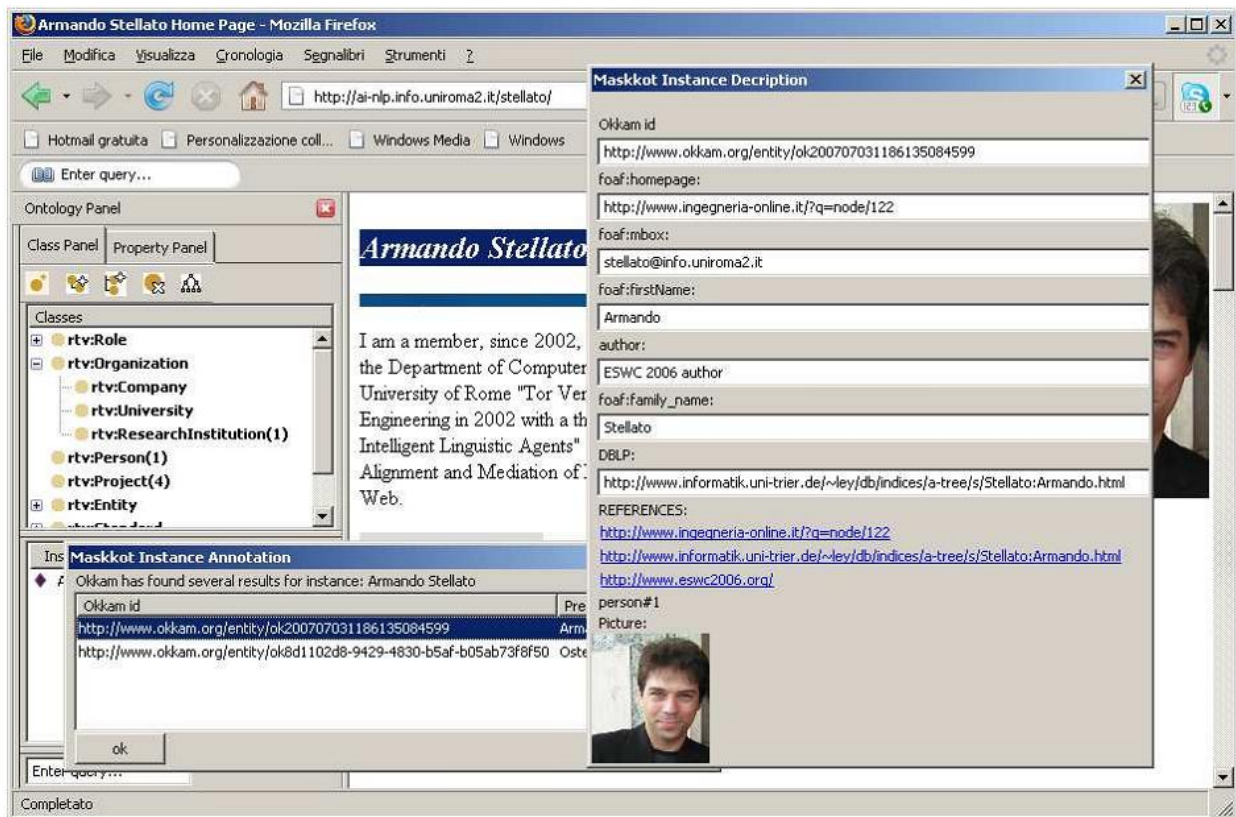 Armando Stellato Home Page - Mozilla Firefox
File Modifica Visualizza Cronologia Segnalibri Strumenti ?
http://ai-nlp.info.uniroma2.it/stellato/
Hotmail gratuita Personalizzazione coll... Windows Media Windows
Enter query...
Ontology Panel
Class Panel Property Panel
Classes
rtv:Role
rtv:Organization
rtv:Company
rtv:University
rtv:ResearchInstitution(1)
rtv:Person(1)
rtv:Project(4)
rtv:Entity
Ins
Enter query...
Completato
Armando Stellato
I am a member, since 2002,
the Department of Computer
University of Rome "Tor Ver
Engineering in 2002 with a th
Intelligent Linguistic Agents"
Alignment and Mediation of
Web.
Maskkot Instance Annotation
Okkam has found several results for instance: Armando Stellato
Okkam id Pre
http://www.okkam.org/entity/ok200707031186135084599 Arm
http://www.okkam.org/entity/ok8d1102d8-9429-4830-b5af-b05ab73f8f50 Oste
ok
Maskkot Instance Decription
Okkam id
http://www.okkam.org/entity/ok200707031186135084599
foaf:homepage:
http://www.ingegneria-online.it/?q=node/122
foaf:mbox:
stellato@info.uniroma2.it
foaf:firstName:
Armando
author:
ESWC 2006 author
foaf:family_name:
Stellato
DBLP:
http://www.informatik.uni-trier.de/~ley/db/indices/a-tree/s/Stellato:Armando.html
REFERENCES:
http://www.ingegneria-online.it/?q=node/122
http://www.informatik.uni-trier.de/~ley/db/indices/a-tree/s/Stellato:Armando.html
http://www.eswc2006.org/
person#1
Picture: